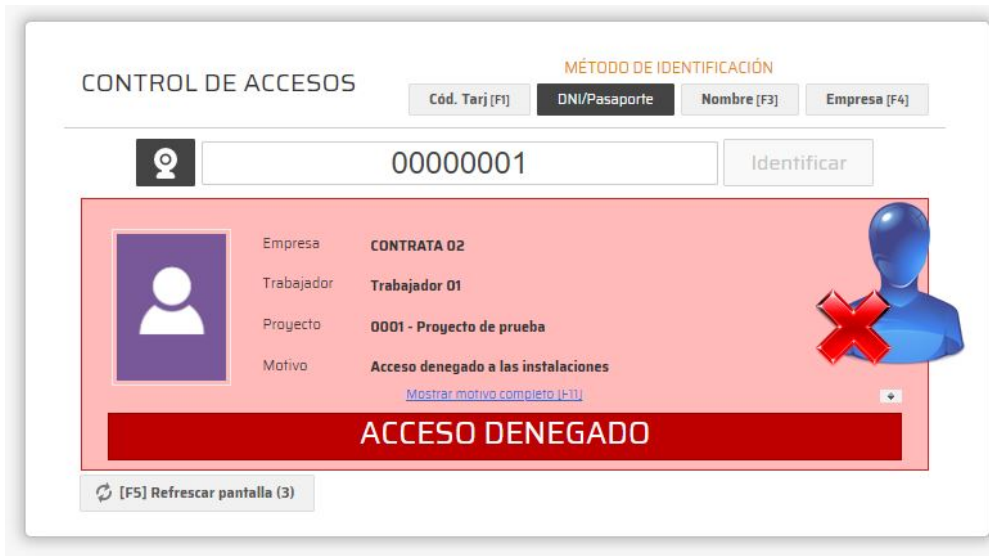 MÉTODO DE IDENTIFICACIÓN
CONTROL DE ACCESOS
Cód. Tarj [F1] DNI/Pasaporte Nombre [F3] Empresa [F4]
00000001 Identificar
Empresa CONTRATA 02
Trabajador Trabajador 01
Proyecto 0001 - Proyecto de prueba
Motivo Acceso denegado a las instalaciones
Mostrar motivo completo [F11]
ACCESO DENEGADO
[F5] Refrescar pantalla (3)